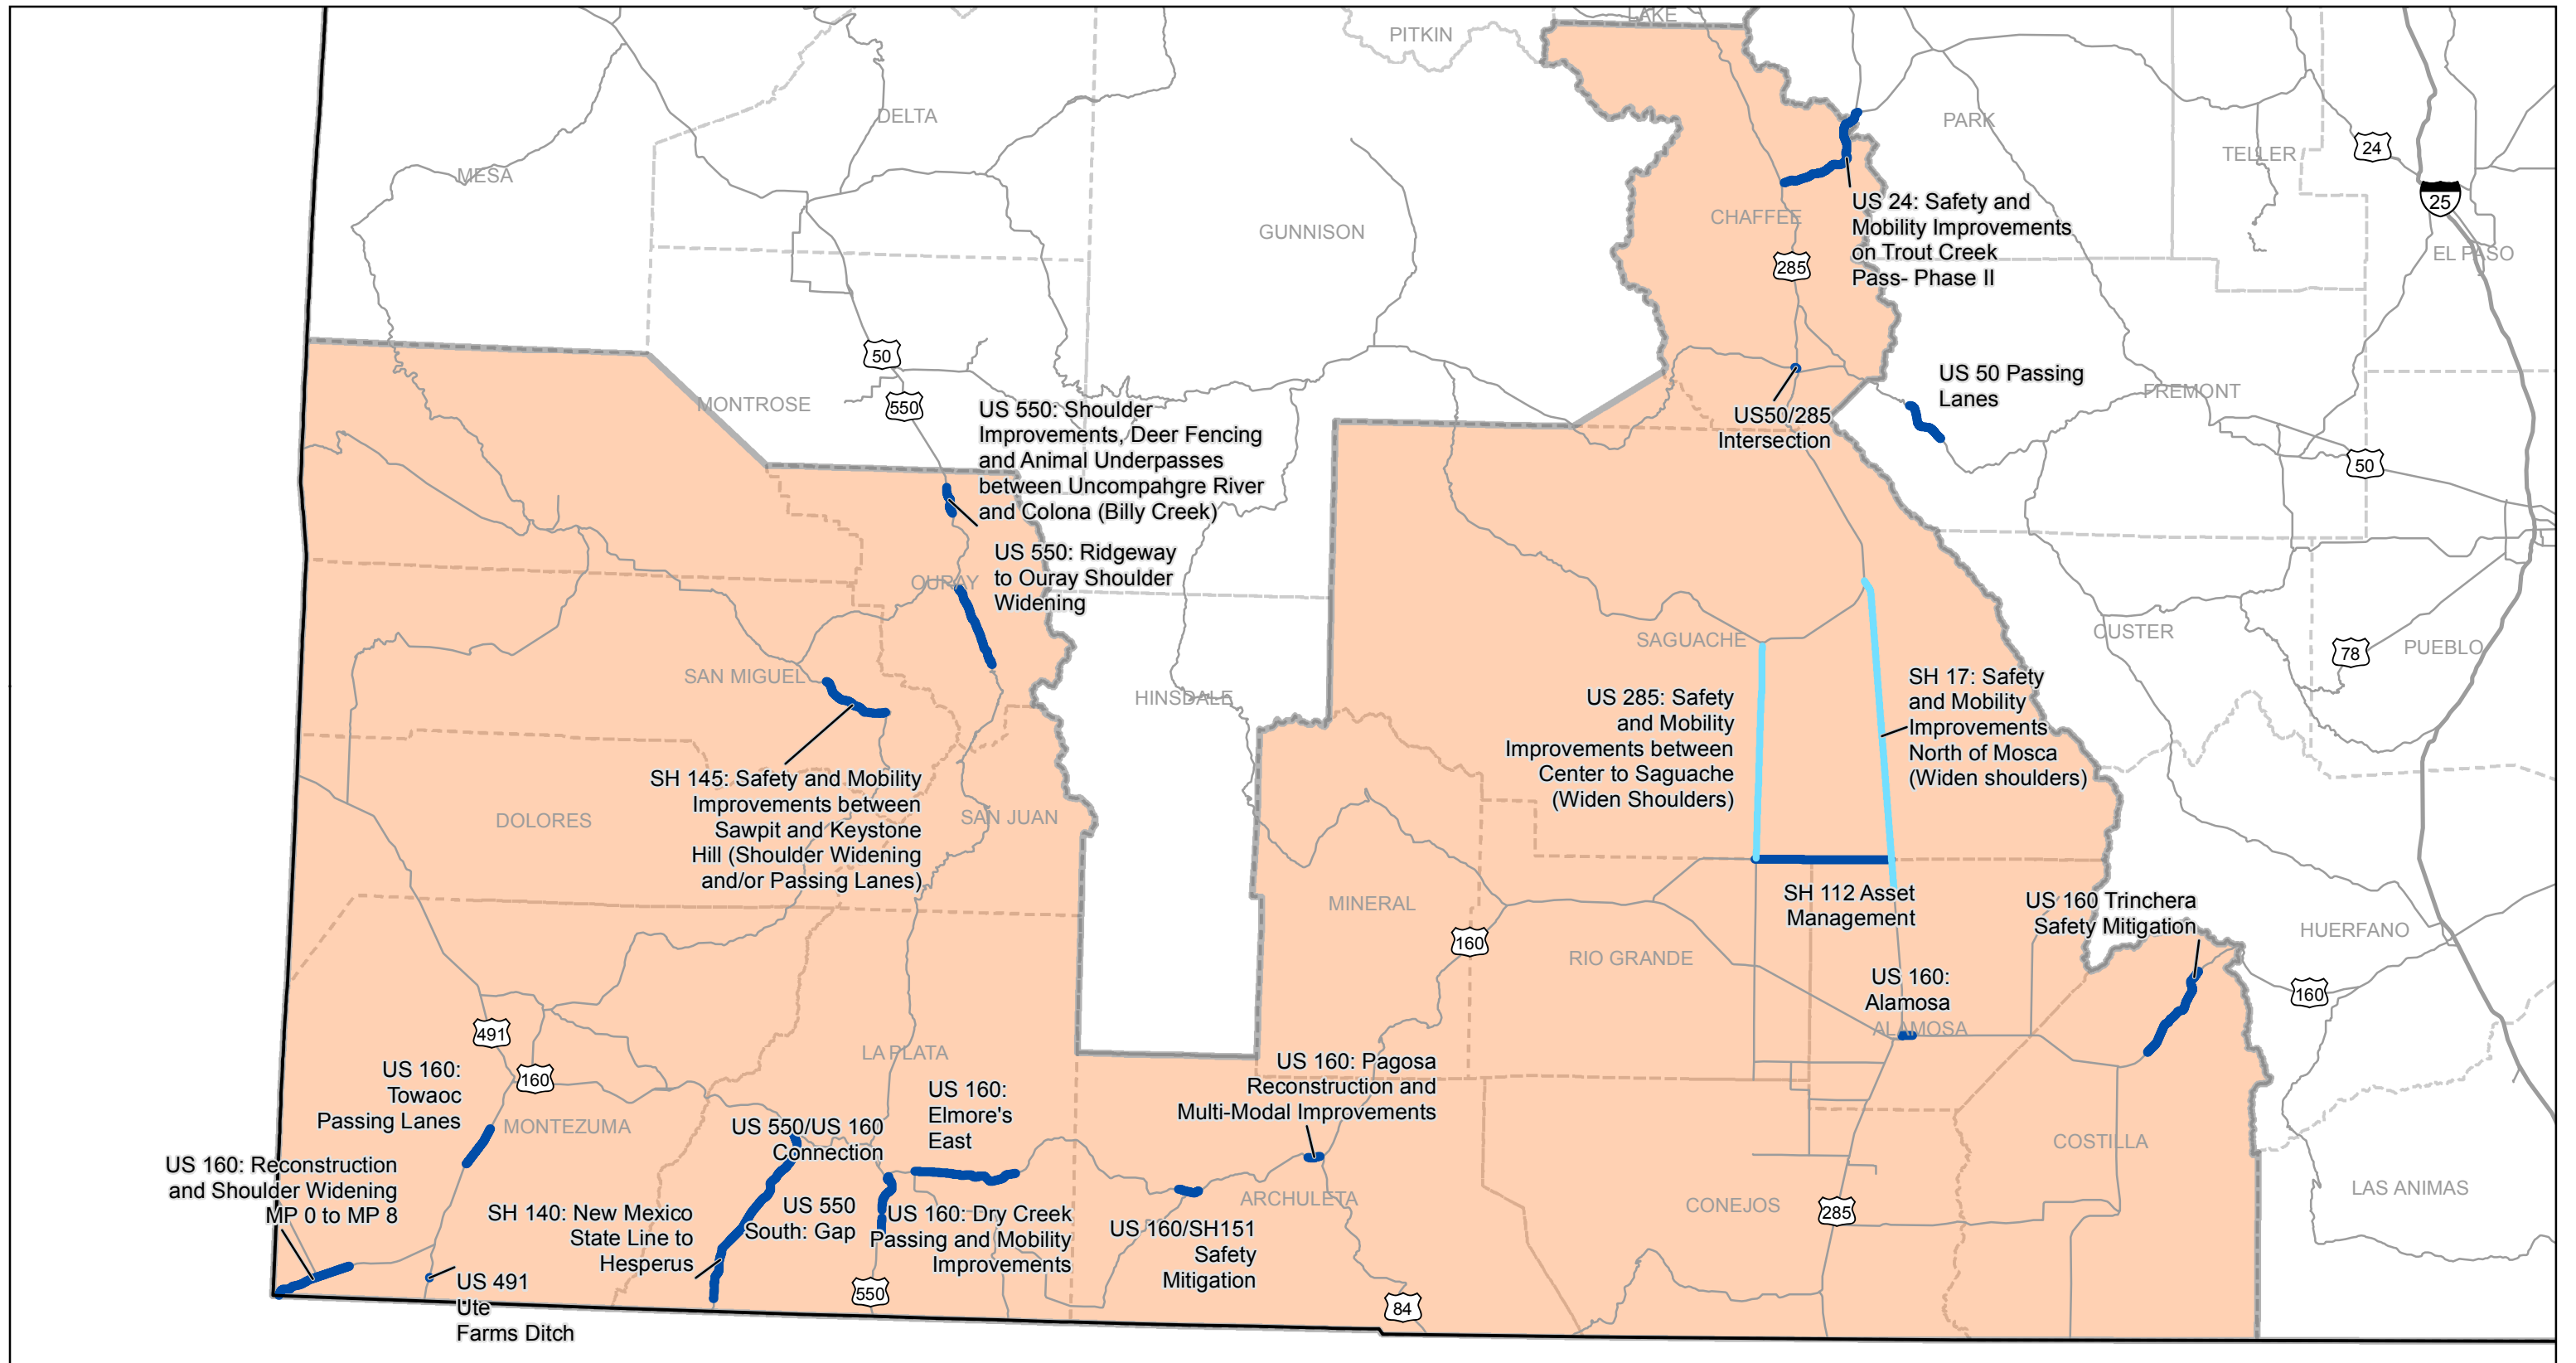 LAKE
PITKIN
DELTA
PARK
24
TELLER
MESA
25
US 24: Safety and
Mobility Improvements
on Trout Creek
Pass- Phase II
CHAFFEE
GUNNISON
EL PASO
285
50
US 50 Passing
Lanes
FREMONT
MONTROSE
550
US 550: Shoulder
Improvements, Deer Fencing
and Animal Underpasses
between Uncompahgre River
and Colona (Billy Creek)
US50/285
Intersection
50
US 550: Ridgeway
to Ouray Shoulder
Widening
OURAY
SAGUACHE
CUSTER
78
PUEBLO
SAN MIGUEL
HINSDALE
US 285: Safety
and Mobility
Improvements between
Center to Saguache
(Widen Shoulders)
SH 17: Safety
and Mobility
Improvements
North of Mosca
(Widen shoulders)
SH 145: Safety and Mobility
Improvements between
Sawpit and Keystone
Hill (Shoulder Widening
and/or Passing Lanes)
DOLORES
SAN JUAN
MINERAL
SH 112 Asset
Management
US 160 Trinchera
Safety Mitigation
HUERFANO
160
RIO GRANDE
US 160:
Alamosa
160
ALAMOSA
491
LA PLATA
160
US 160:
Towaoc
Passing Lanes
US 160: Pagosa
Reconstruction and
Multi-Modal Improvements
US 160:
Elmore's
East
MONTEZUMA
US 550/US 160
Connection
COSTILLA
US 160: Reconstruction
and Shoulder Widening
MP 0 to MP 8
LAS ANIMAS
ARCHULETA
CONEJOS
285
SH 140: New Mexico
State Line to
Hesperus
US 550
South: Gap
US 160: Dry Creek
Passing and Mobility
Improvements
US 160/SH151
Safety
Mitigation
US 491
Ute
Farms Ditch
550
84